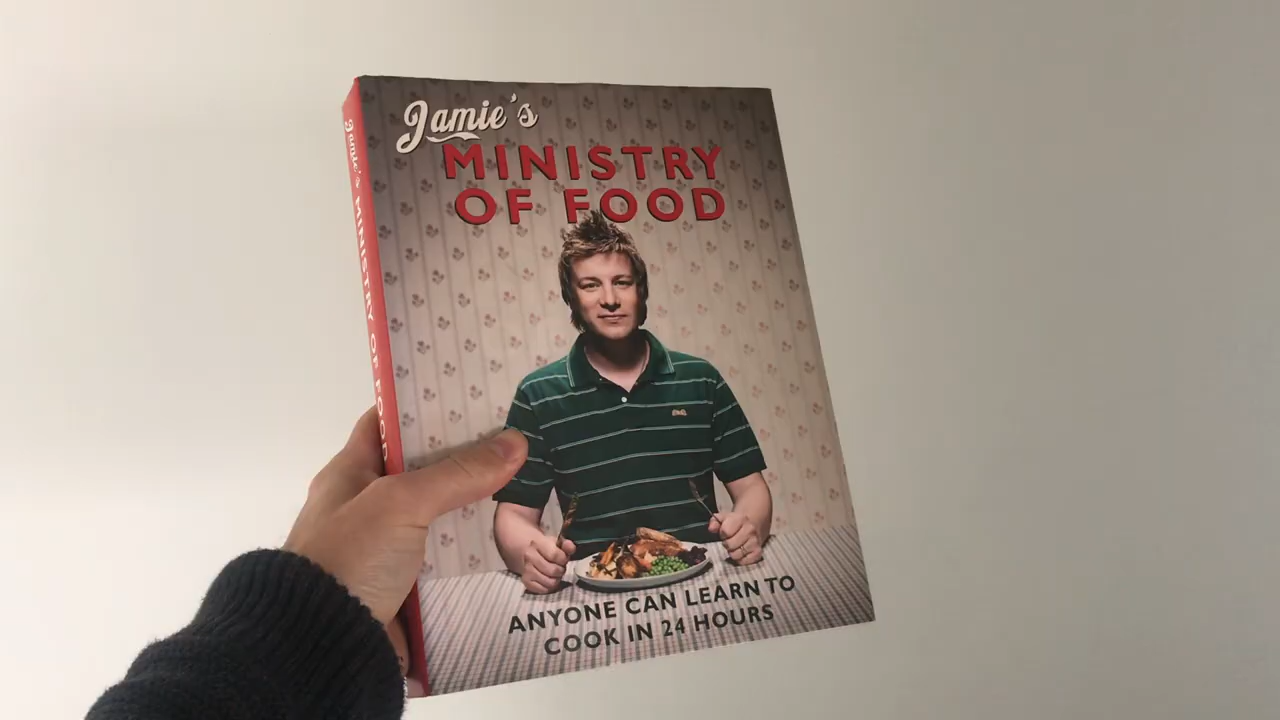 Jamie's
MINISTRY
OF FOOD
ANYONE CAN LEARN TO
COOK IN 24 HOURS
Jamie's MINISTRY OF FOOD